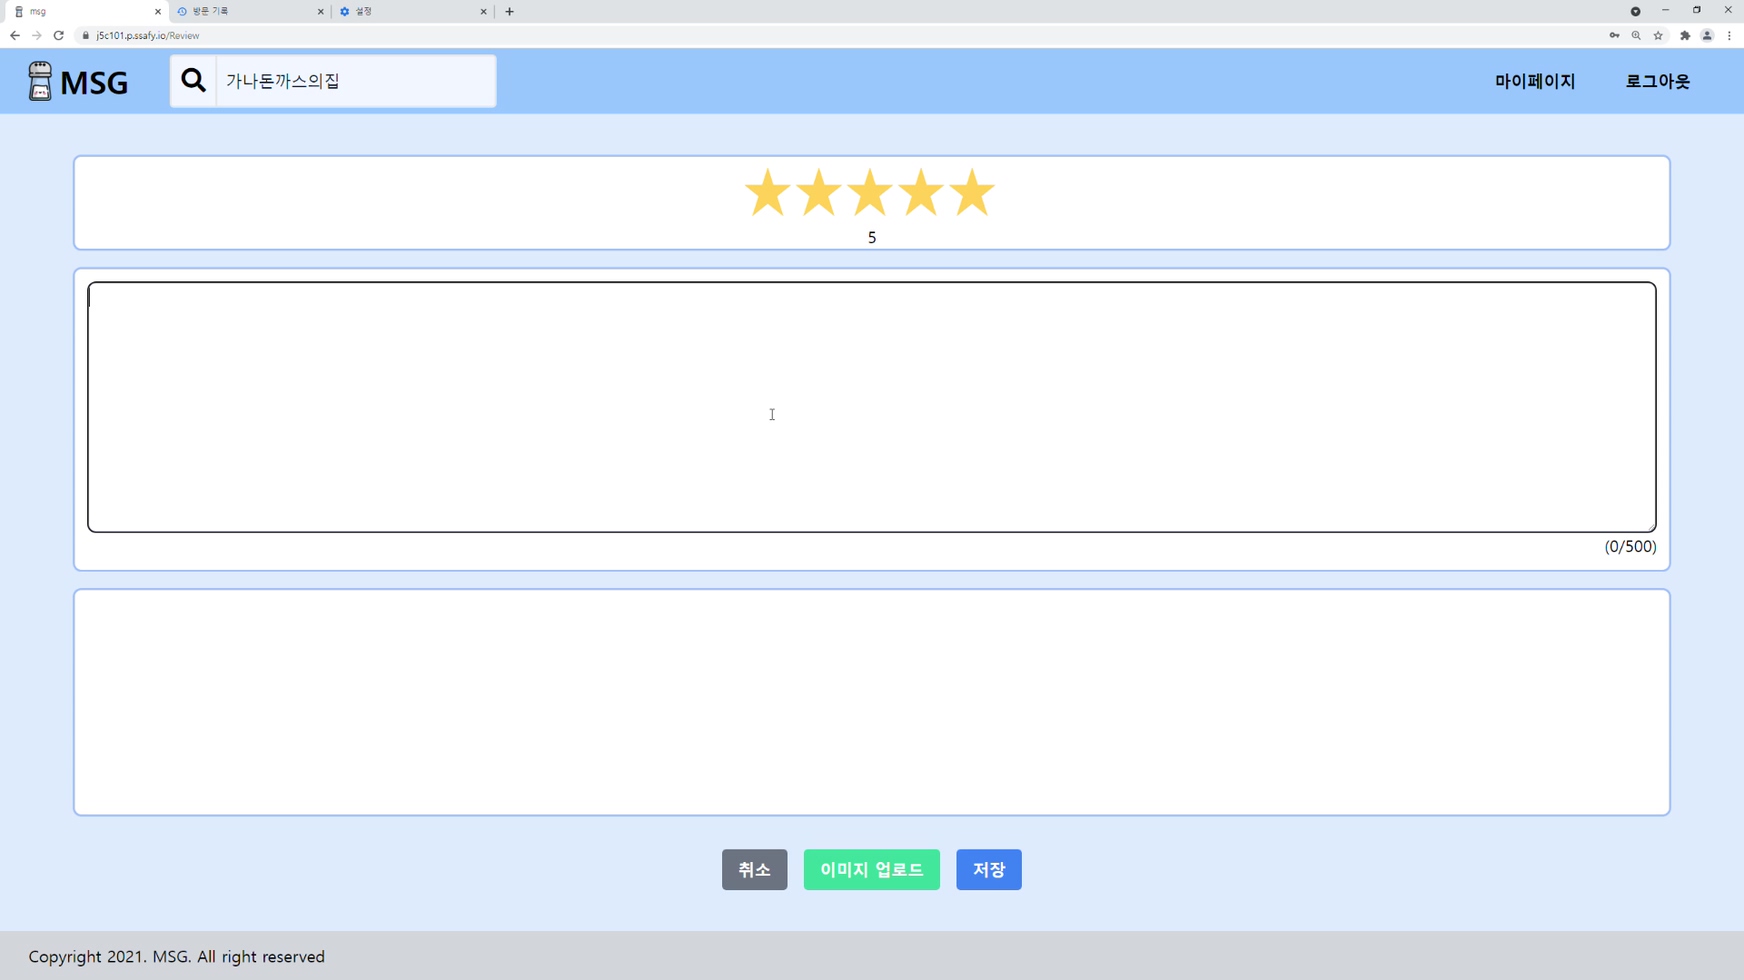 msg
방문 기록
설정
j5c101.p.ssafy.io/Review
MSG
가나돈까스의집
마이페이지
로그아웃
5
(0/500)
취소
이미지 업로드
저장
Copyright 2021. MSG. All right reserved